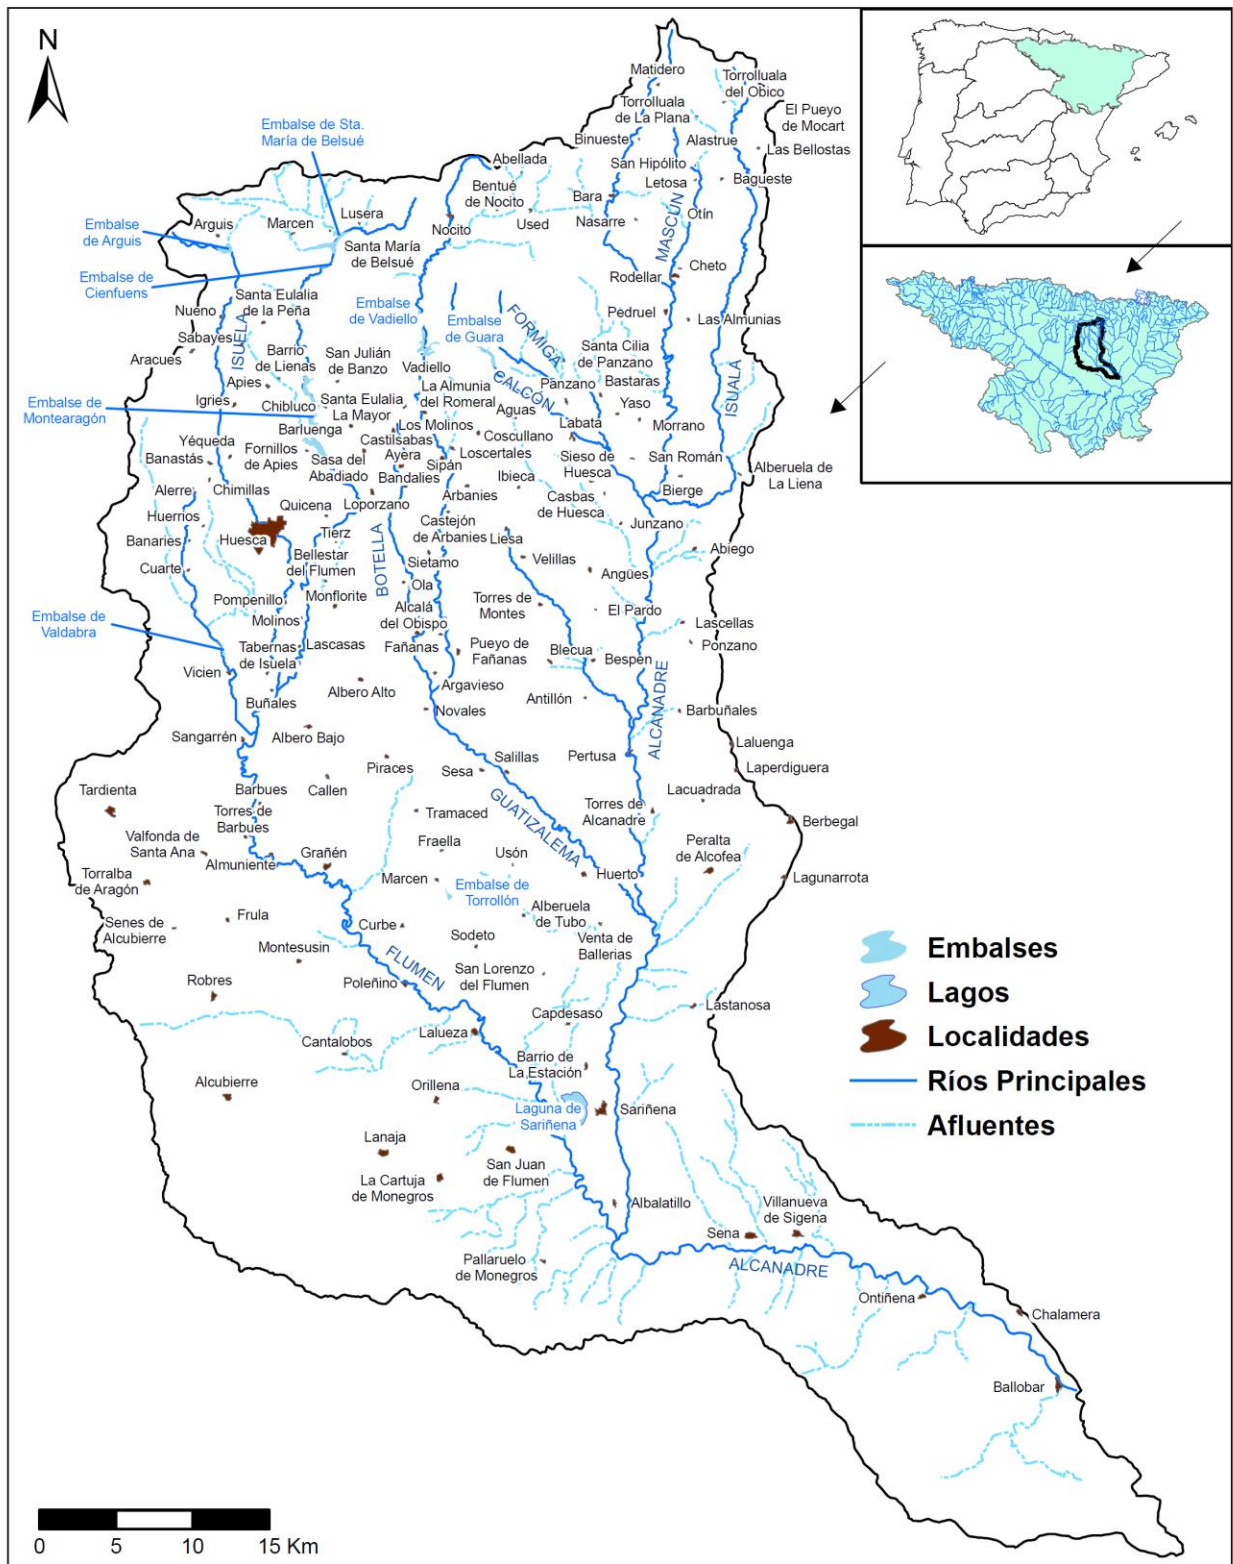 N
Matidero
Torrolluala
del Obico
Torrolluala
de La Plana
El Pueyo
de Mocart
Embalse de Sta.
María de Belsué
Binueste
Alastrue
Las Bellostas
Abellada
San Hipólito
Letosa
Bagueste
Bentué
de Nocito
Bara
Lusera
Otín
Embalse
de Arguis
Arguis
Marcen
Nocito
Used
Nasarre
MASCÚN
Santa María
de Belsué
Embalse de
Cienfuens
Rodellar
Cheto
Santa Eulalia
de la Peña
Embalse
de Vadiello
Nueno
Embalse
de Guara
FORMIGA
Pedruel
Las Almunias
Sabayes
ISUELA
Aracues
Barrio
de Lienas
San Julián
de Banzo
Vadiello
Santa Cilia
de Panzano
ISUALA
Apies
La Almunia
del Romeral
CALCÓN
Panzano
Bastaras
Embalse de
Montearagón
Igries
Chibluco
Santa Eulalia
La Mayor
Aguas
Yaso
Barluenga
Los Molinos
Labata
Morrano
Yéqueda
Castilsabas
Coscullano
Banastás
Fornillos
de Apies
Sasa del
Abadiado
Ayera
Sipán
Loscertales
Sieso de
Huesca
San Román
Alberuela de
La Liena
Alerre
Chimillas
Bandalies
Ibieca
Bierge
Quicena
Loporzano
Arbanies
Casbas
de Huesca
Huerrios
Castejón
de Arbanies
Junzano
Banaries
Huesca
Tierz
Liesa
Abiego
Cuarte
Bellestar
del Flumen
BOTELLA
Sietamo
Velillas
Angües
Ola
Pompenillo
Monflorite
Alcalá
del Obispo
Torres de
Montes
El Pardo
Embalse de
Valdabra
Molinos
Lascellas
Tabernas
de Isuela
Lascasas
Fañanas
Pueyo de
Fañanas
Blecua
Bespen
Ponzano
Vicien
Albero Alto
Argavieso
ALCANADRE
Buñales
Novales
Antillón
Barbuñales
Sangarrén
Albero Bajo
Laluenga
Piraces
Sesa
Salillas
Pertusa
Laperdiguera
Tardienta
Barbues
Callen
Lacuadrada
Torres de
Barbues
Tramaced
GUATIZALEMA
Torres de
Alcanadre
Berbegal
Valfonda de
Santa Ana
Fraella
Usón
Peralta
de Alcofea
Almuniente
Grañén
Huerto
Torralba
de Aragón
Marcen
Embalse de
Torrollón
Lagunarrota
Senes de
Alcubierre
Frula
Curbe
Alberuela
de Tubo
Montesusin
Sodeto
Venta de
Ballerias
FLUMEN
Robres
Poleñino
San Lorenzo
del Flumen
Lastanosa
Capdesaso
Cantalobos
Lalueza
Barrio de
La Estación
Alcubierre
Orillena
Laguna de
Sariñena
Sariñena
Lanaja
San Juan
de Flumen
La Cartuja
de Monegros
Albalatillo
Villanueva
de Sigena
Sena
Pallaruelo
de Monegros
ALCANADRE
Ontiñena
Chalamera
Ballobar
Embalses
Lagos
Localidades
Ríos Principales
Afluentes
0 5 10 15 Km